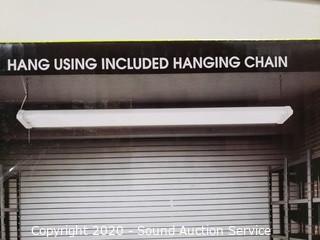 HANG USING INCLUDED HANGING CHAIN
Copyright 2020 - Sound Auction Service